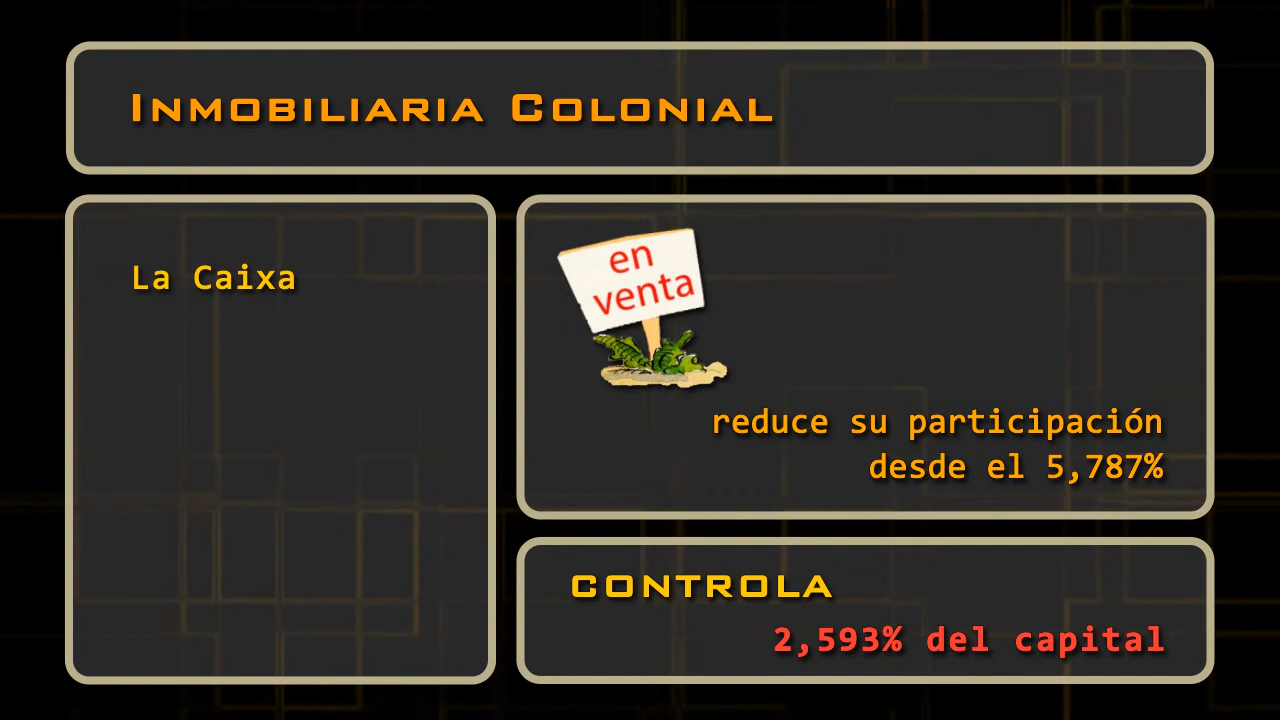 Inmobiliaria Colonial
La Caixa
en
venta
reduce su participación
desde el 5,787%
CONTROLA
2,593% del capital